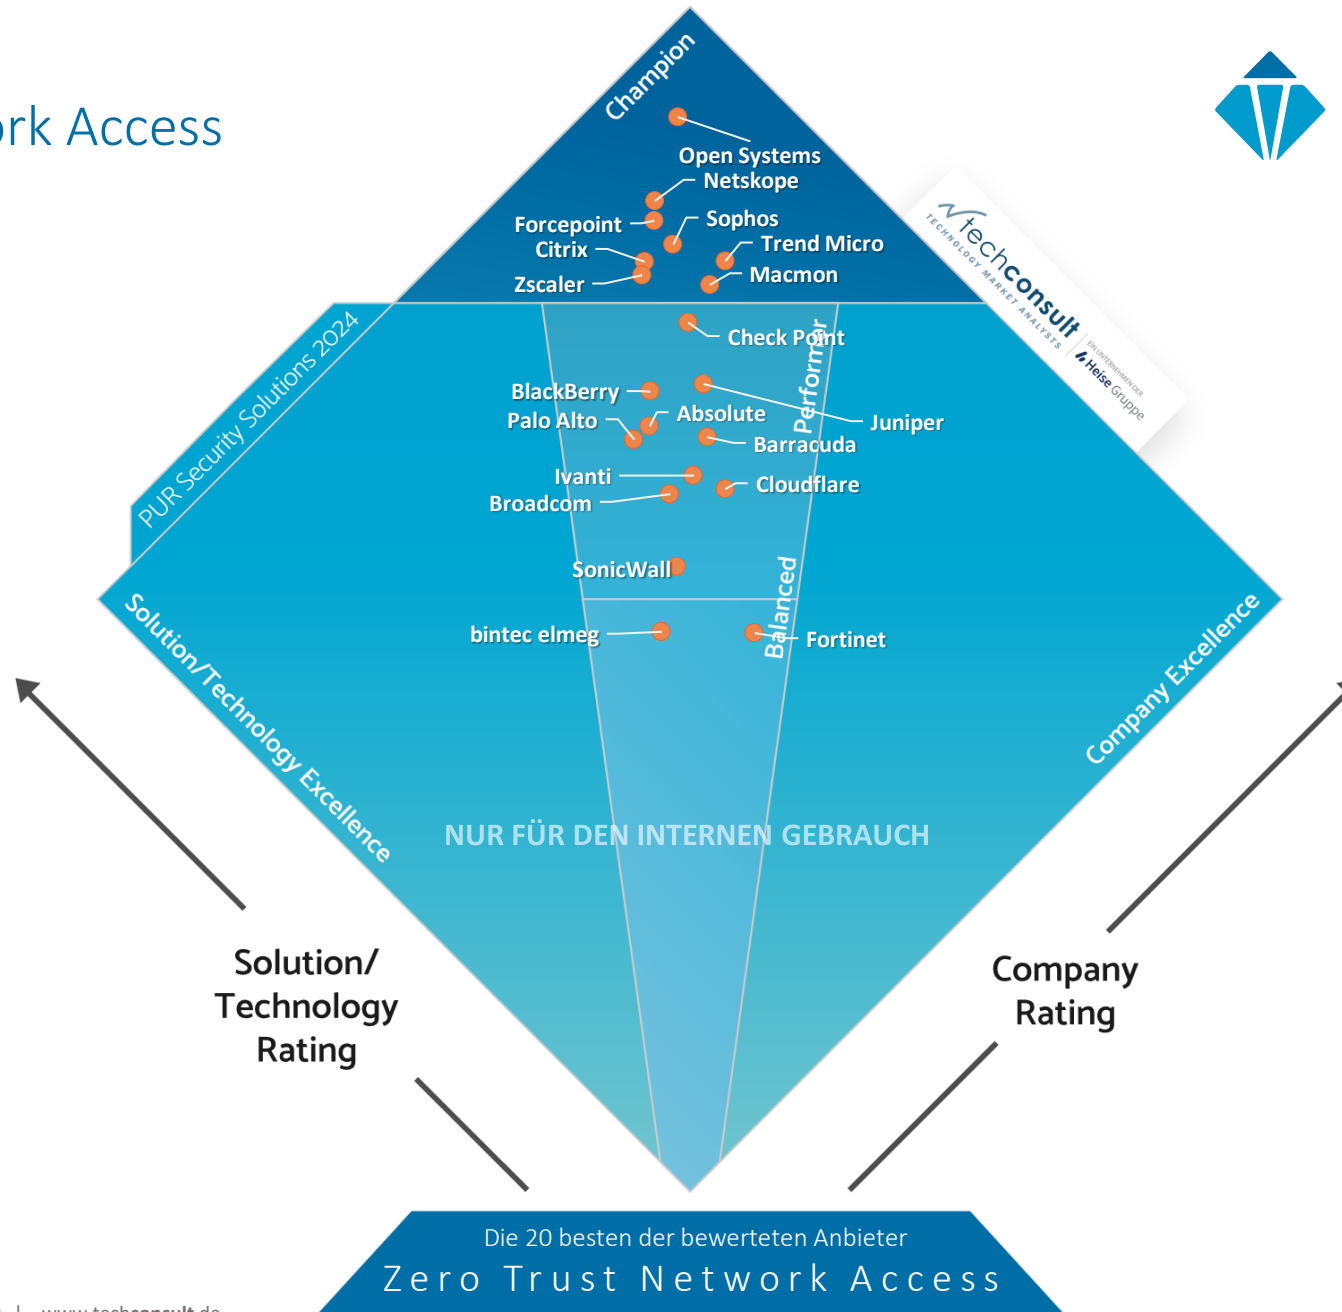 rk Access
Champion
Open Systems
Netskope
Forcepoint
Sophos
Citrix
Trend Micro
Zscaler
Macmon
techconsult
TECHNOLOGY MARKET ANALYSTS
EIN UNTERNEHMEN DER
Heise Gruppe
PUR Security Solutions 2024
Performer
Check Point
BlackBerry
Juniper
Palo Alto
Absolute
Barracuda
Ivanti
Cloudflare
Broadcom
SonicWall
Balanced
bintec elmeg
Fortinet
Solution/Technology Excellence
Company Excellence
NUR FÜR DEN INTERNEN GEBRAUCH
Solution/
Technology
Rating
Company
Rating
Die 20 besten der bewerteten Anbieter
Zero Trust Network Access
| www.techconsult.de